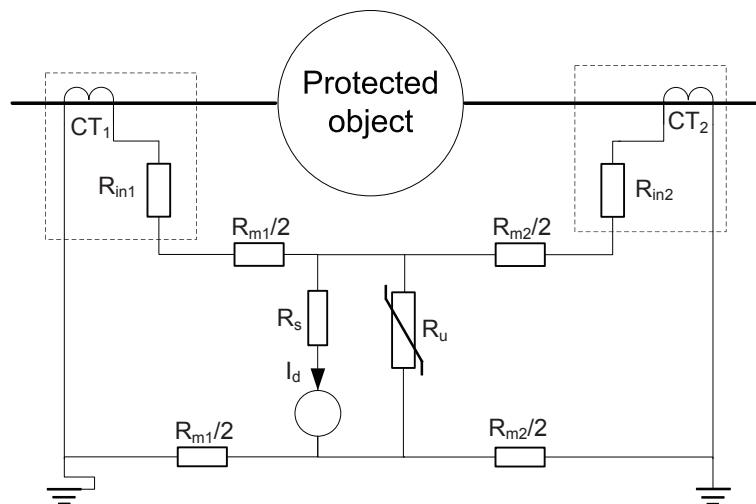 Protected
object
CT₁
CT₂
Rin1
Rin2
Rm1/2
Rm2/2
Rs
Ru
Id
Rm1/2
Rm2/2